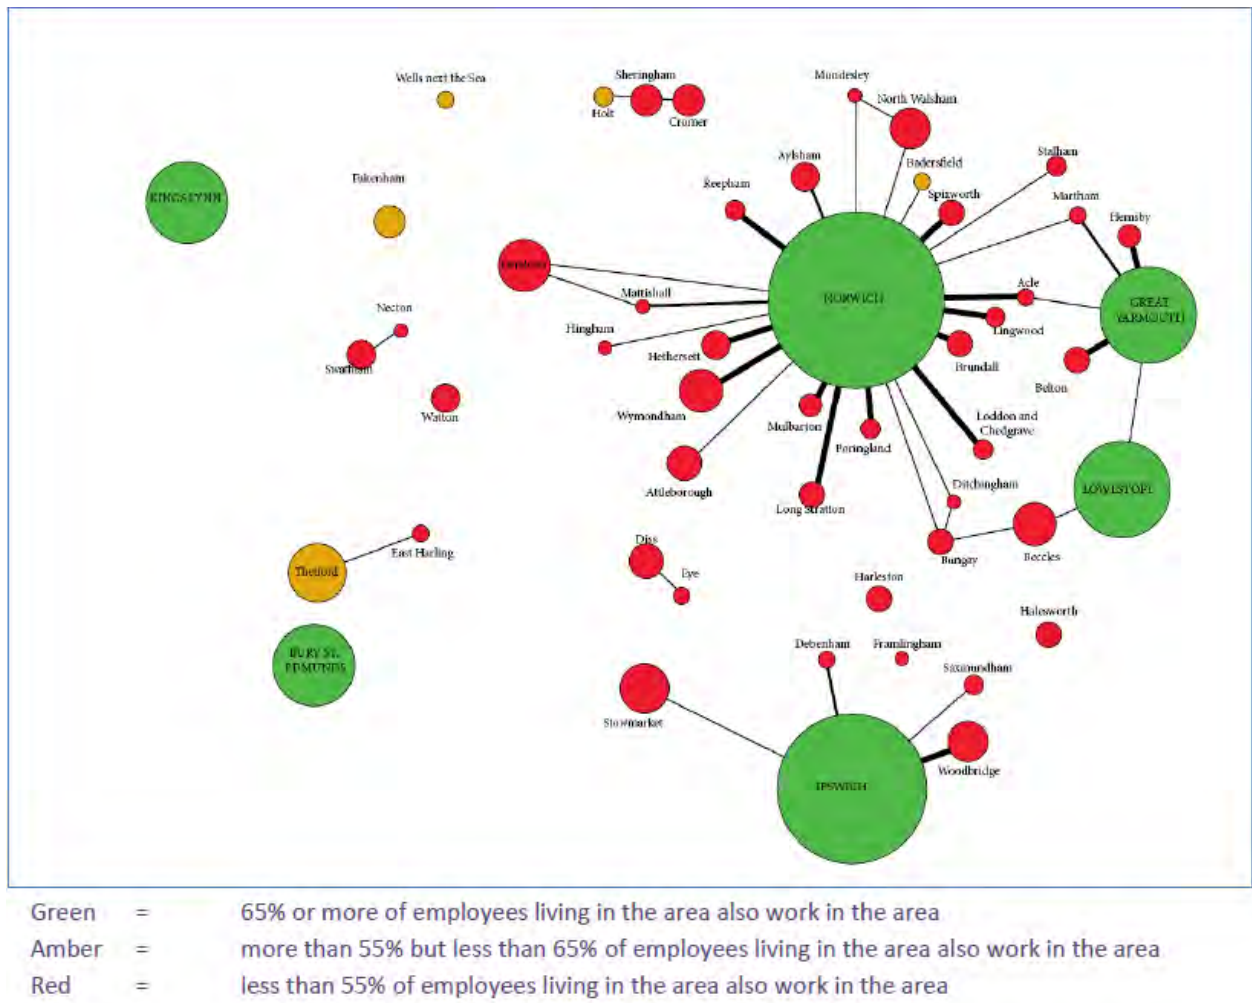 Wells next the Sea
Sheringham
Holt
Cromer
Mundesley
North Walsham
Aylsham
Badersfield
Stalham
Reepham
Spixworth
Martham
Hemsby
KINGS LYNN
Fakenham
Mattishall
NORWICH
Acle
GREAT
YARMOUTH
Necton
Hingham
Lingwood
Hethersett
Brundall
Swaffham
Belton
Watton
Wymondham
Mulbarton
Loddon and
Chedgrave
Poringland
Attleborough
Ditchingham
LOWESTOFT
Long Stratton
East Harling
Diss
Bungay
Beccles
Thetford
Eye
Harleston
Halesworth
BURY ST.
EDMUNDS
Debenham
Framlingham
Saxmundham
Stowmarket
Woodbridge
IPSWICH
Green = 65% or more of employees living in the area also work in the area
Amber = more than 55% but less than 65% of employees living in the area also work in the area
Red = less than 55% of employees living in the area also work in the area